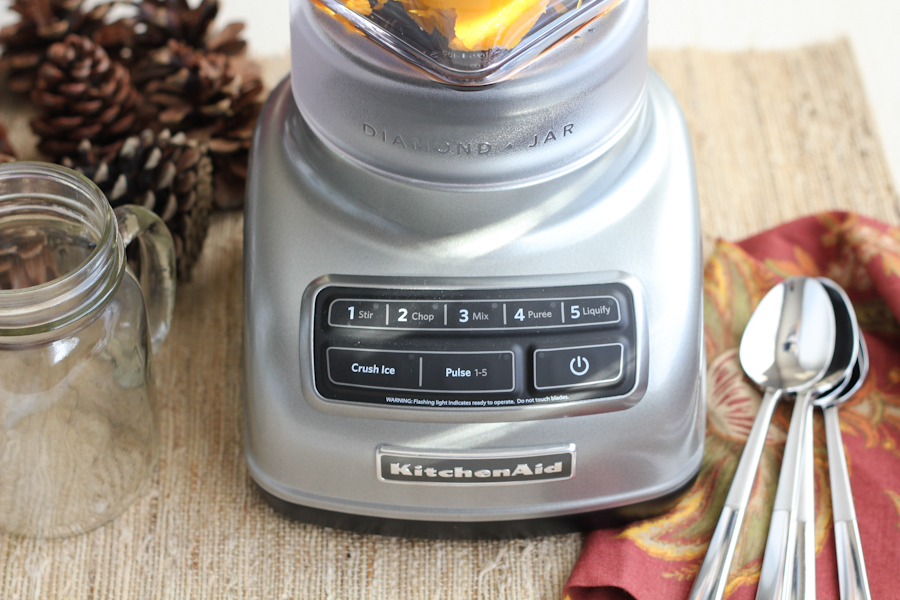 DIAMOND JAR
1 Stir 2 Chop 3 Mix 4 Puree 5 Liquify
Crush Ice Pulse 1-5
WARNING: Flashing light indicates ready to operate. Do not touch blades.
KitchenAid